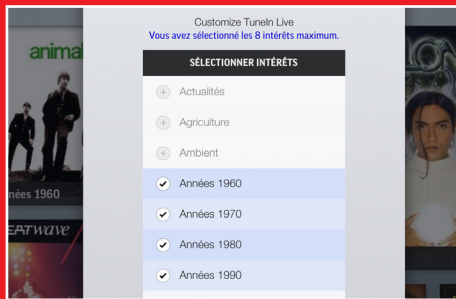 Customize TuneIn Live
Vous avez sélectionné les 8 intérêts maximum.
SÉLECTIONNER INTÉRÊTS
animal
Actualités
Agriculture
Ambient
nées 1960
Années 1960
Années 1970
EATWAVE
Années 1980
Années 1990